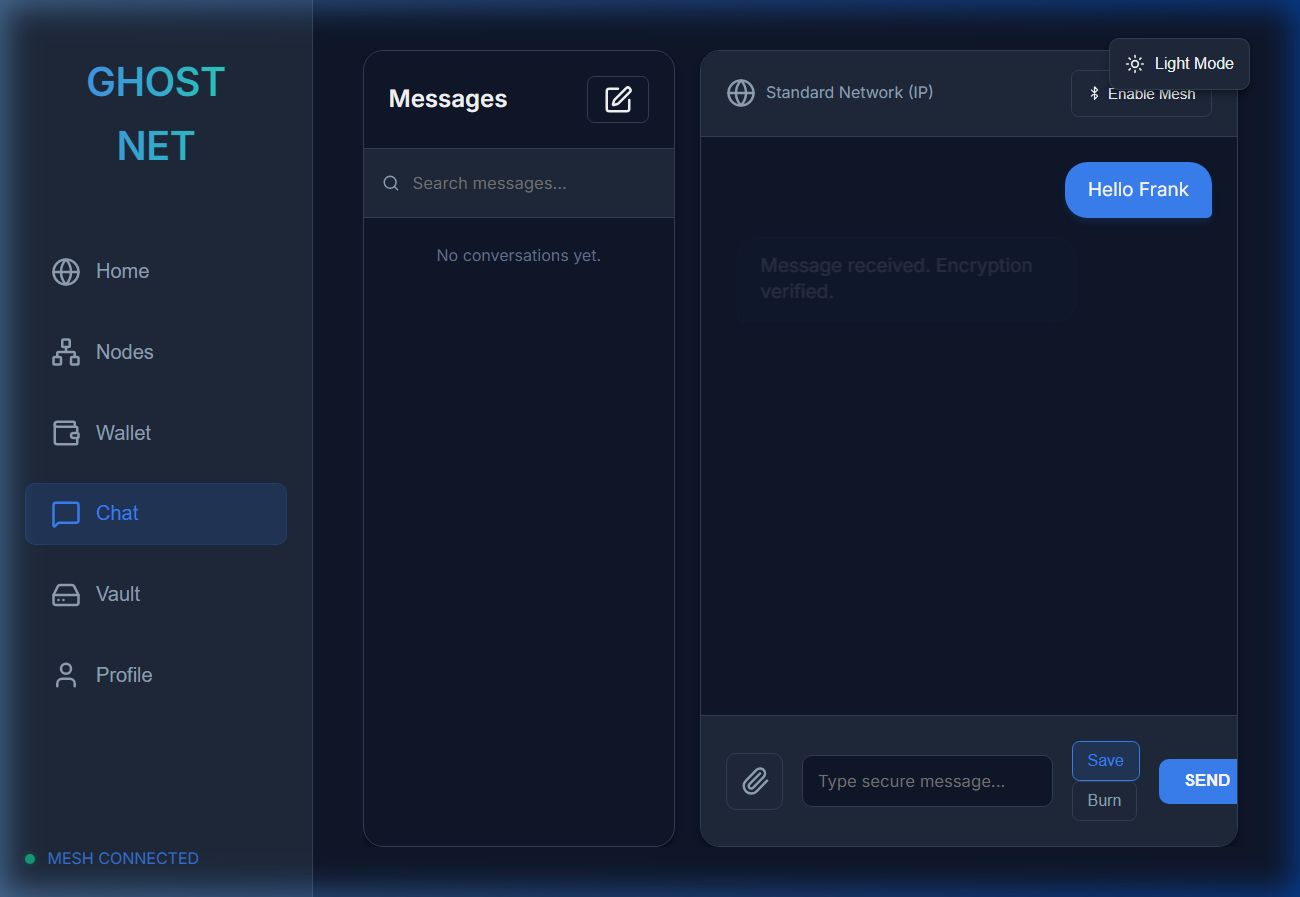 GHOST
NET
Home
Nodes
Wallet
Chat
Vault
Profile
MESH CONNECTED
Messages
Search messages...
No conversations yet.
Standard Network (IP)
Light Mode
Enable Mesh
Hello Frank
Message received. Encryption
verified.
Type secure message...
Save
Burn
SEND